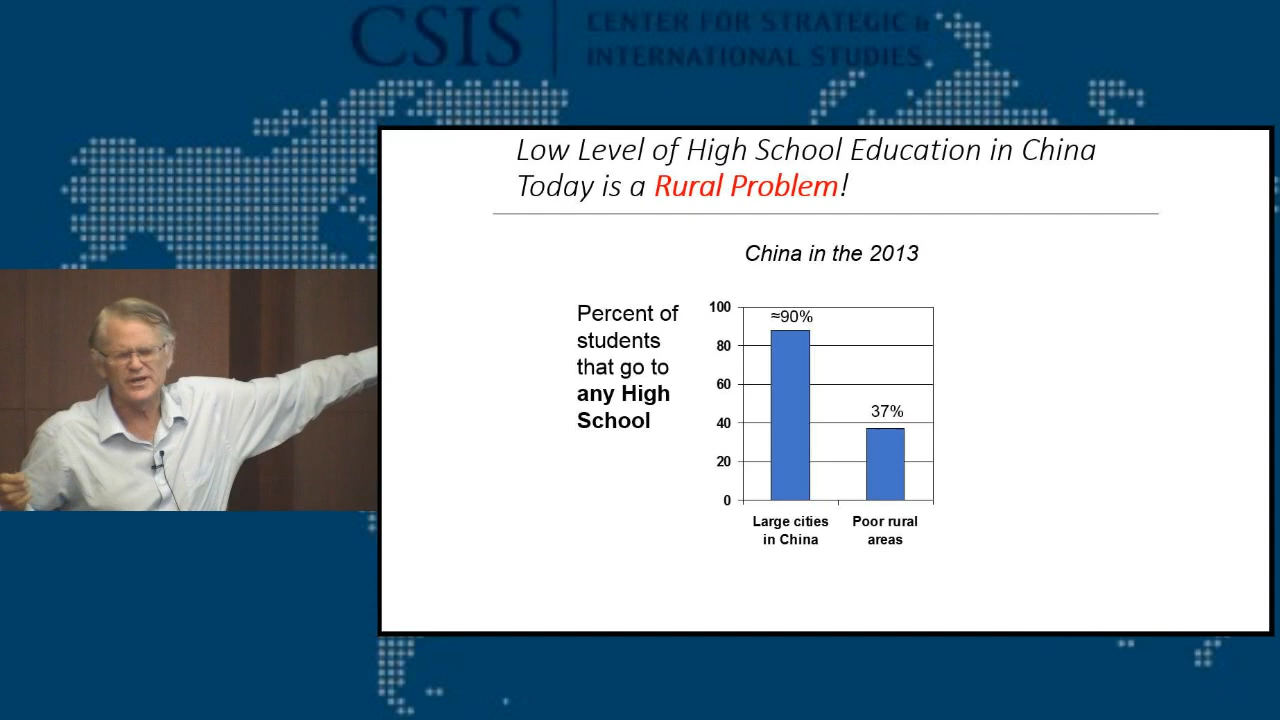 CSIS
CENTER FOR STRATEGIC &
INTERNATIONAL STUDIES
Low Level of High School Education in China
Today is a Rural Problem!
China in the 2013
Percent of
students
that go to
any High
School
100
80
60
40
20
0
≈90%
37%
Large cities
in China
Poor rural
areas